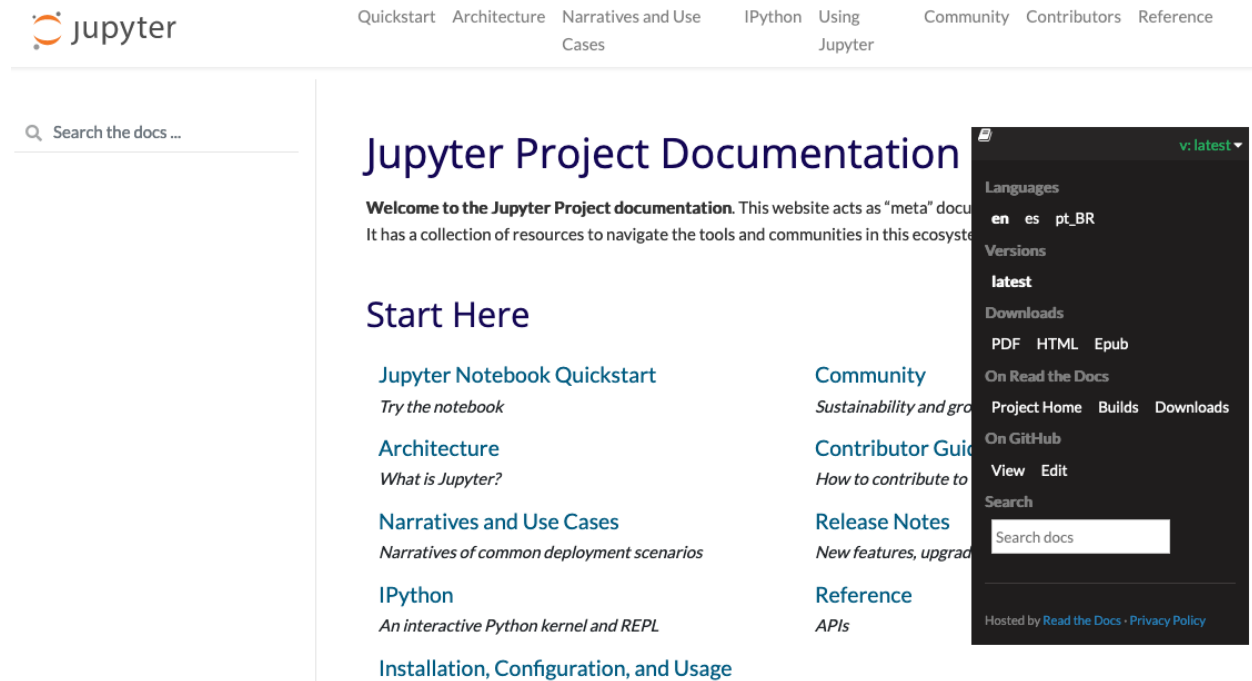 jupyter
Quickstart Architecture Narratives and Use Cases IPython Using Jupyter Community Contributors Reference
Search the docs ...
Jupyter Project Documentation
Welcome to the Jupyter Project documentation. This website acts as “meta”
It has a collection of resources to navigate the tools and communities in this
Start Here
Jupyter Notebook Quickstart
Try the notebook
Architecture
What is Jupyter?
Narratives and Use Cases
Narratives of common deployment scenarios
IPython
An interactive Python kernel and REPL
Installation, Configuration, and Usage
Community
Sustainability and
Contributor
How to contribute to
Release Notes
New features,
Reference
APIs
v: latest
Languages
en es pt_BR
Versions
latest
Downloads
PDF HTML Epub
On Read the Docs
Project Home Builds Downloads
On GitHub
View Edit
Search
Search docs
Hosted by Read the Docs · Privacy Policy